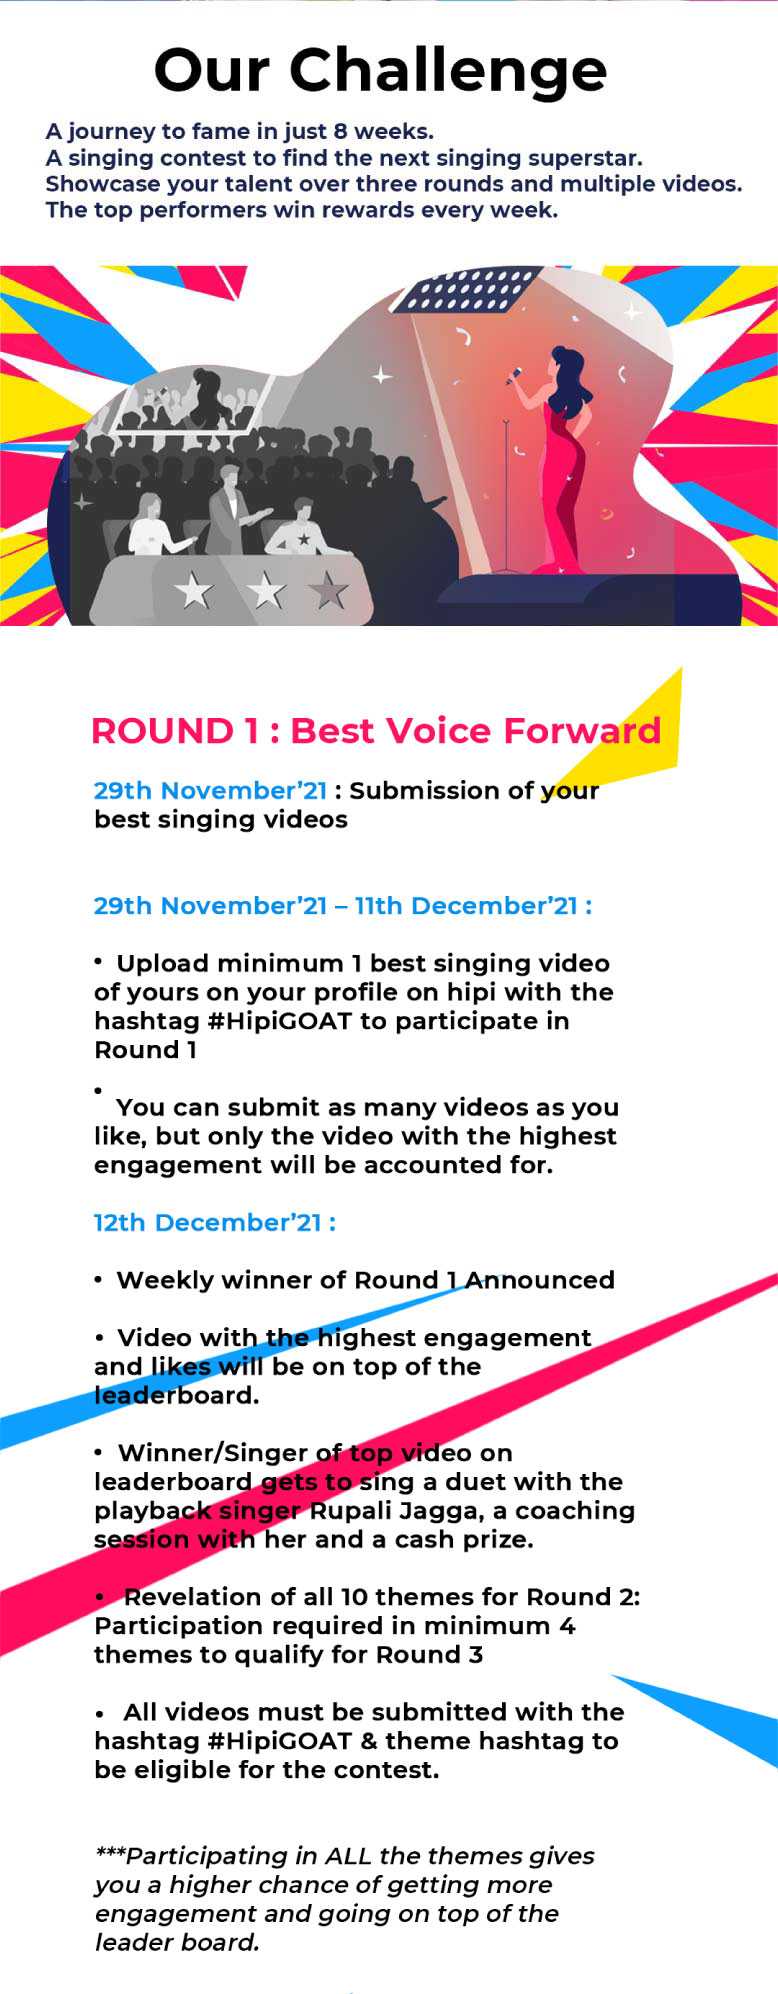 Our Challenge
A journey to fame in just 8 weeks.
A singing contest to find the next singing superstar.
Showcase your talent over three rounds and multiple videos.
The top performers win rewards every week.
ROUND 1 : Best Voice Forward
29th November’21 : Submission of your
best singing videos
29th November’21 – 11th December’21 :
• Upload minimum 1 best singing video
of yours on your profile on hipi with the
hashtag #HipiGOAT to participate in
Round 1
•
You can submit as many videos as you
like, but only the video with the highest
engagement will be accounted for.
12th December’21 :
• Weekly winner of Round 1 Announced
• Video with the highest engagement
and likes will be on top of the
leaderboard.
• Winner/Singer of top video on
leaderboard gets to sing a duet with the
playback singer Rupali Jagga, a coaching
session with her and a cash prize.
• Revelation of all 10 themes for Round 2:
Participation required in minimum 4
themes to qualify for Round 3
• All videos must be submitted with the
hashtag #HipiGOAT & theme hashtag to
be eligible for the contest.
***Participating in ALL the themes gives
you a higher chance of getting more
engagement and going on top of the
leader board.